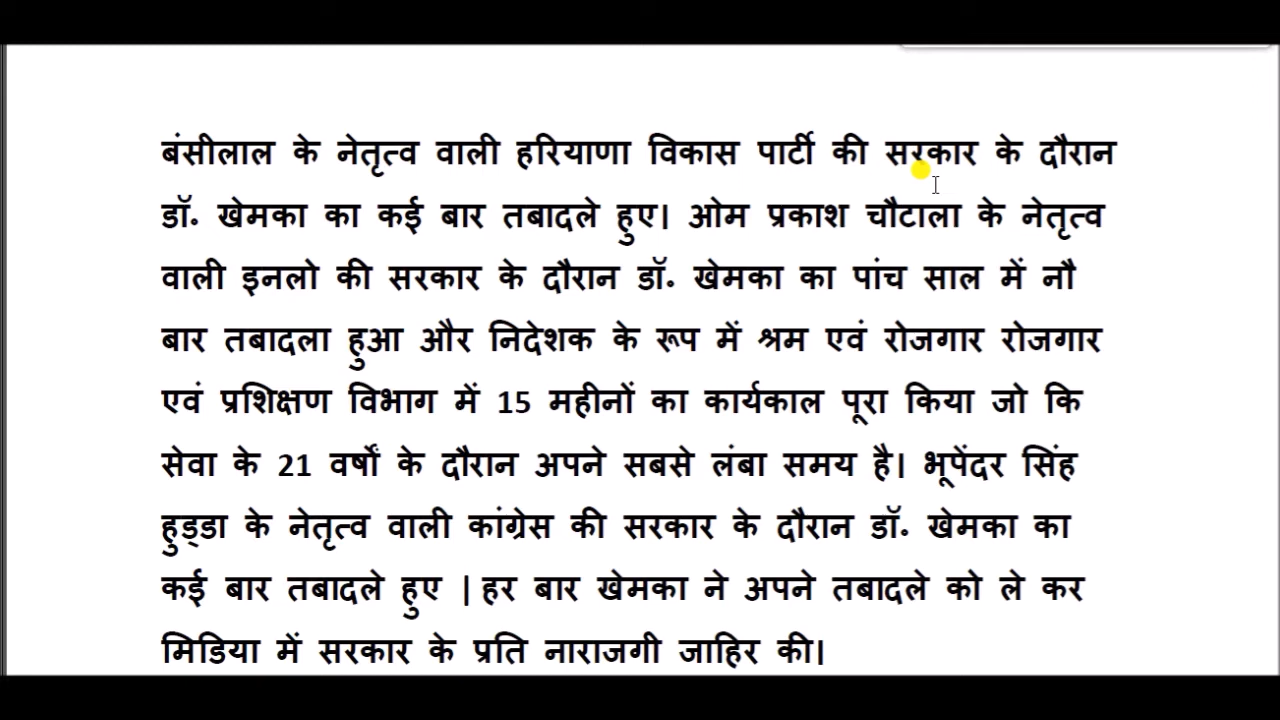 बंसीलाल के नेतृत्व वाली हरियाणा विकास पार्टी की सरकार के दौरान
डॉ. खेमका का कई बार तबादले हुए। ओम प्रकाश चौटाला के नेतृत्व
वाली इनलो की सरकार के दौरान डॉ. खेमका का पांच साल में नौ
बार तबादला हुआ और निदेशक के रूप में श्रम एवं रोजगार रोजगार
एवं प्रशिक्षण विभाग में 15 महीनों का कार्यकाल पूरा किया जो कि
सेवा के 21 वर्षों के दौरान अपने सबसे लंबा समय है। भूपेंदर सिंह
हुड्डा के नेतृत्व वाली कांग्रेस की सरकार के दौरान डॉ. खेमका का
कई बार तबादले हुए | हर बार खेमका ने अपने तबादले को ले कर
मिडिया में सरकार के प्रति नाराजगी जाहिर की।